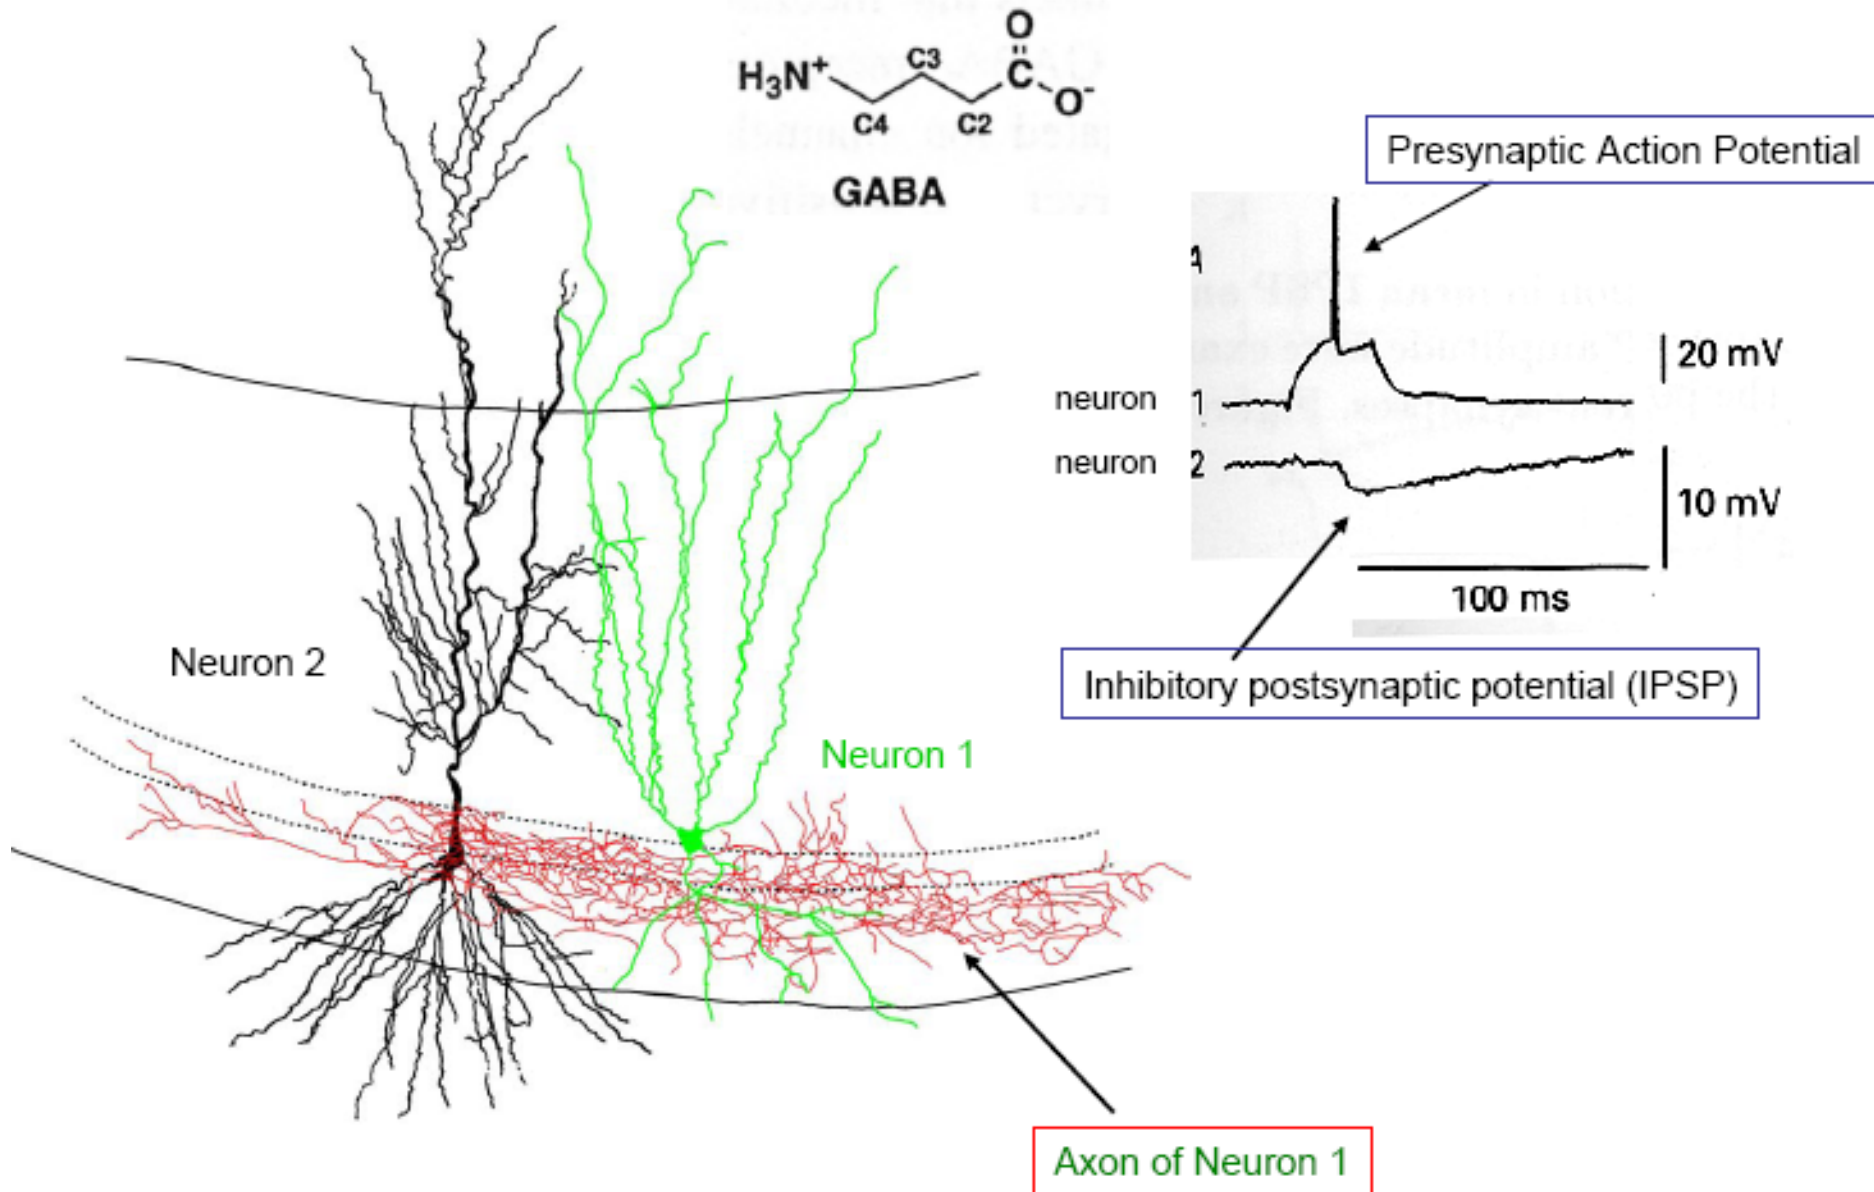 O
C3
H3N+
C
O-
C4
C2
GABA
Presynaptic Action Potential
20 mV
neuron 1
neuron 2
10 mV
100 ms
Neuron 2
Inhibitory postsynaptic potential (IPSP)
Neuron 1
Axon of Neuron 1